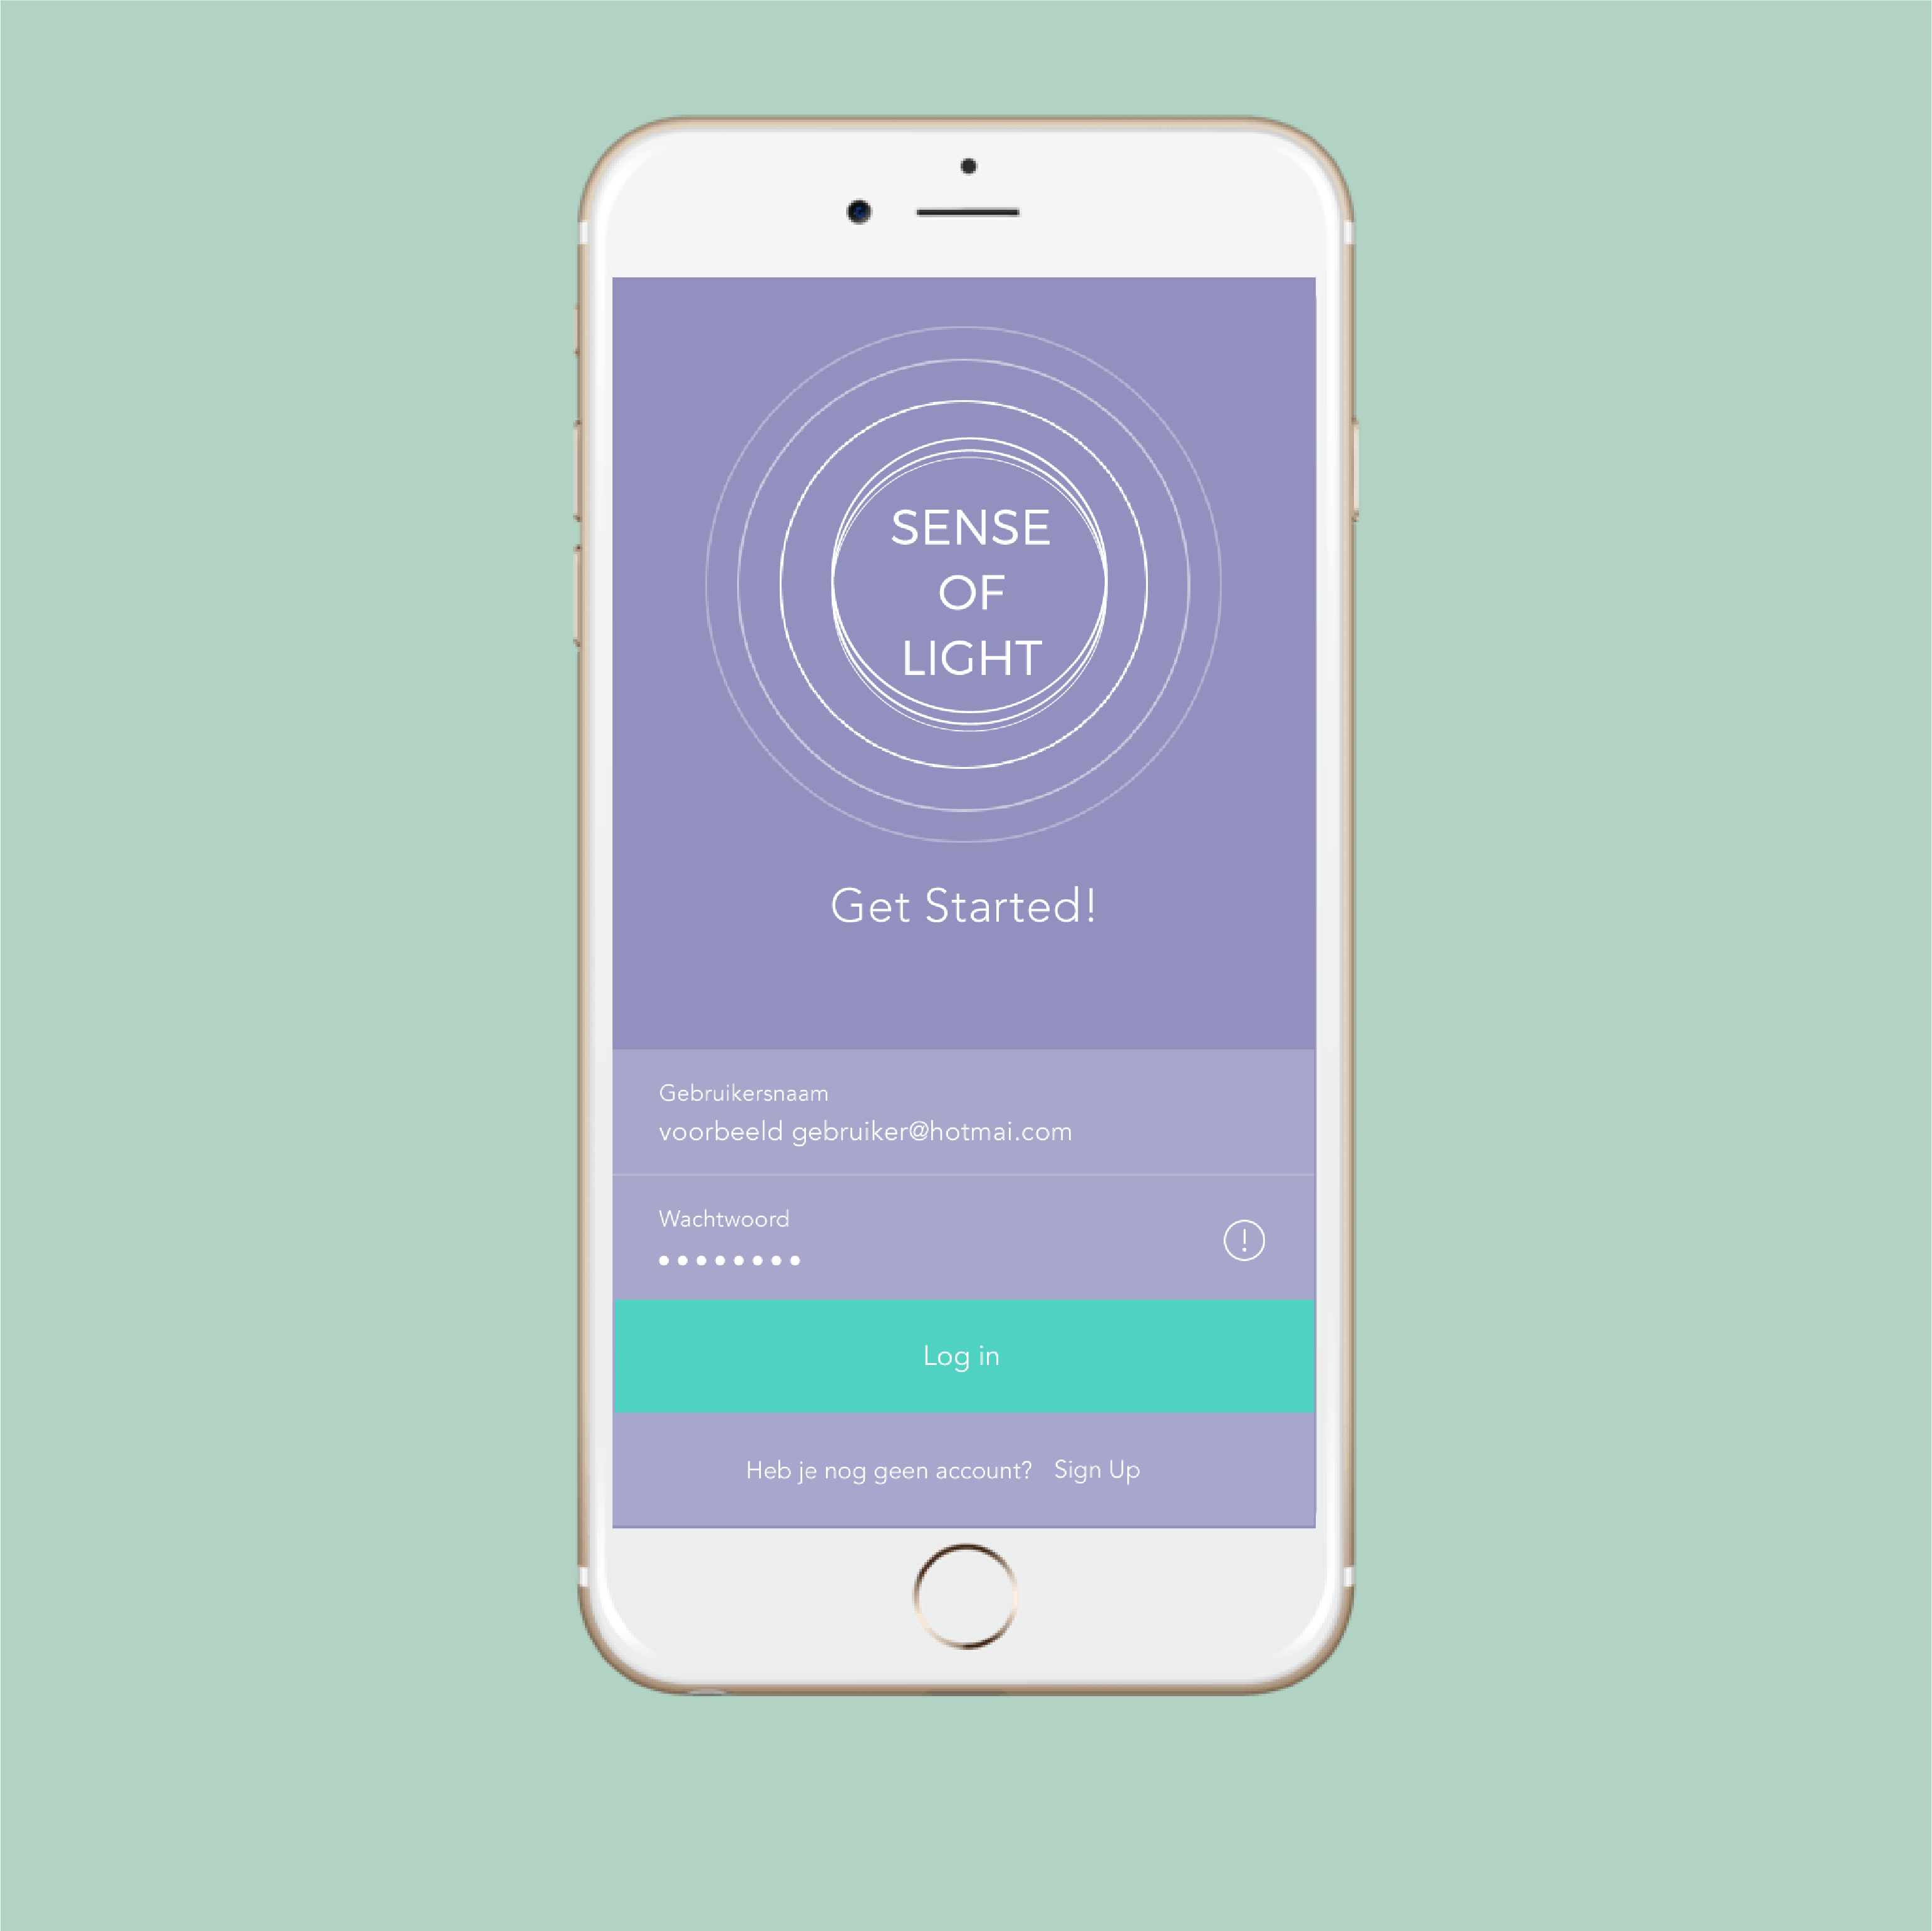 SENSE
OF
LIGHT
Get Started!
Gebruikersnaam
voorbeeld gebruiker@hotmai.com
Wachtwoord
Log in
Heb je nog geen account? Sign Up